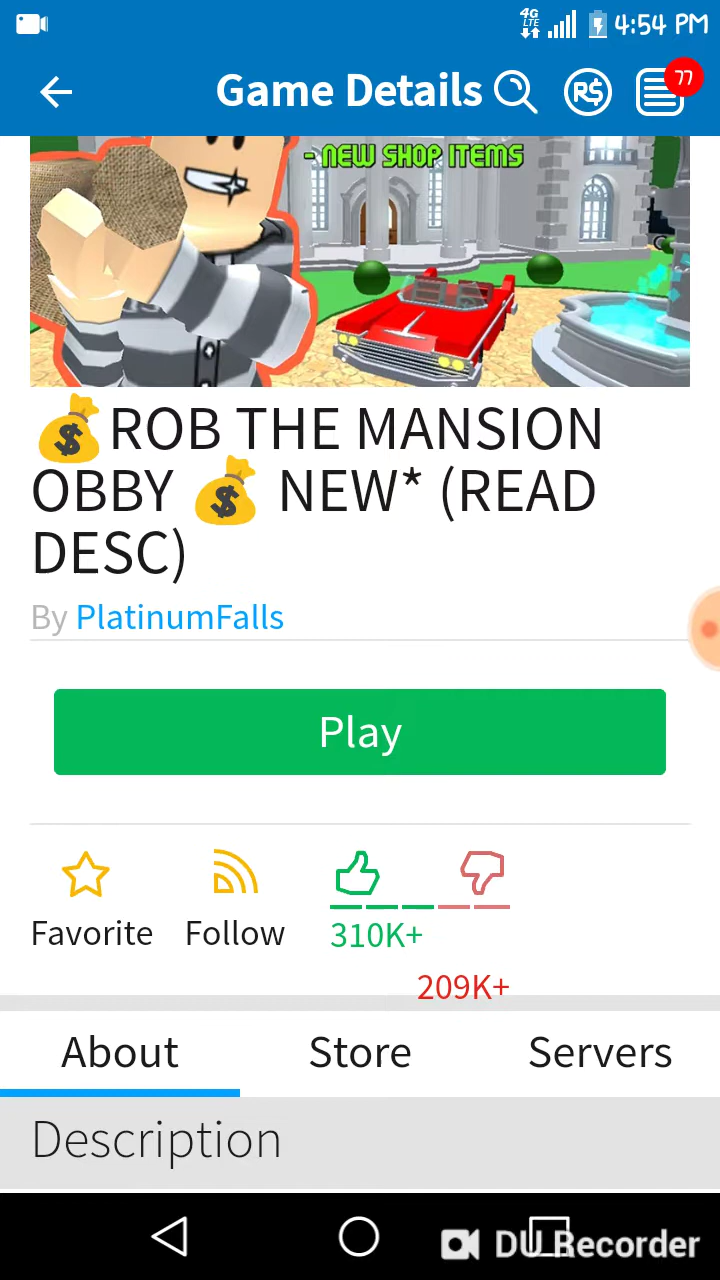 4G
LTE
4:54 PM
Game Details
R$
77
- NEW SHOP ITEMS
$ROB THE MANSION
OBBY $ NEW* (READ
DESC)
By PlatinumFalls
Play
Favorite
Follow
310K+
209K+
About
Store
Servers
Description
DU Recorder